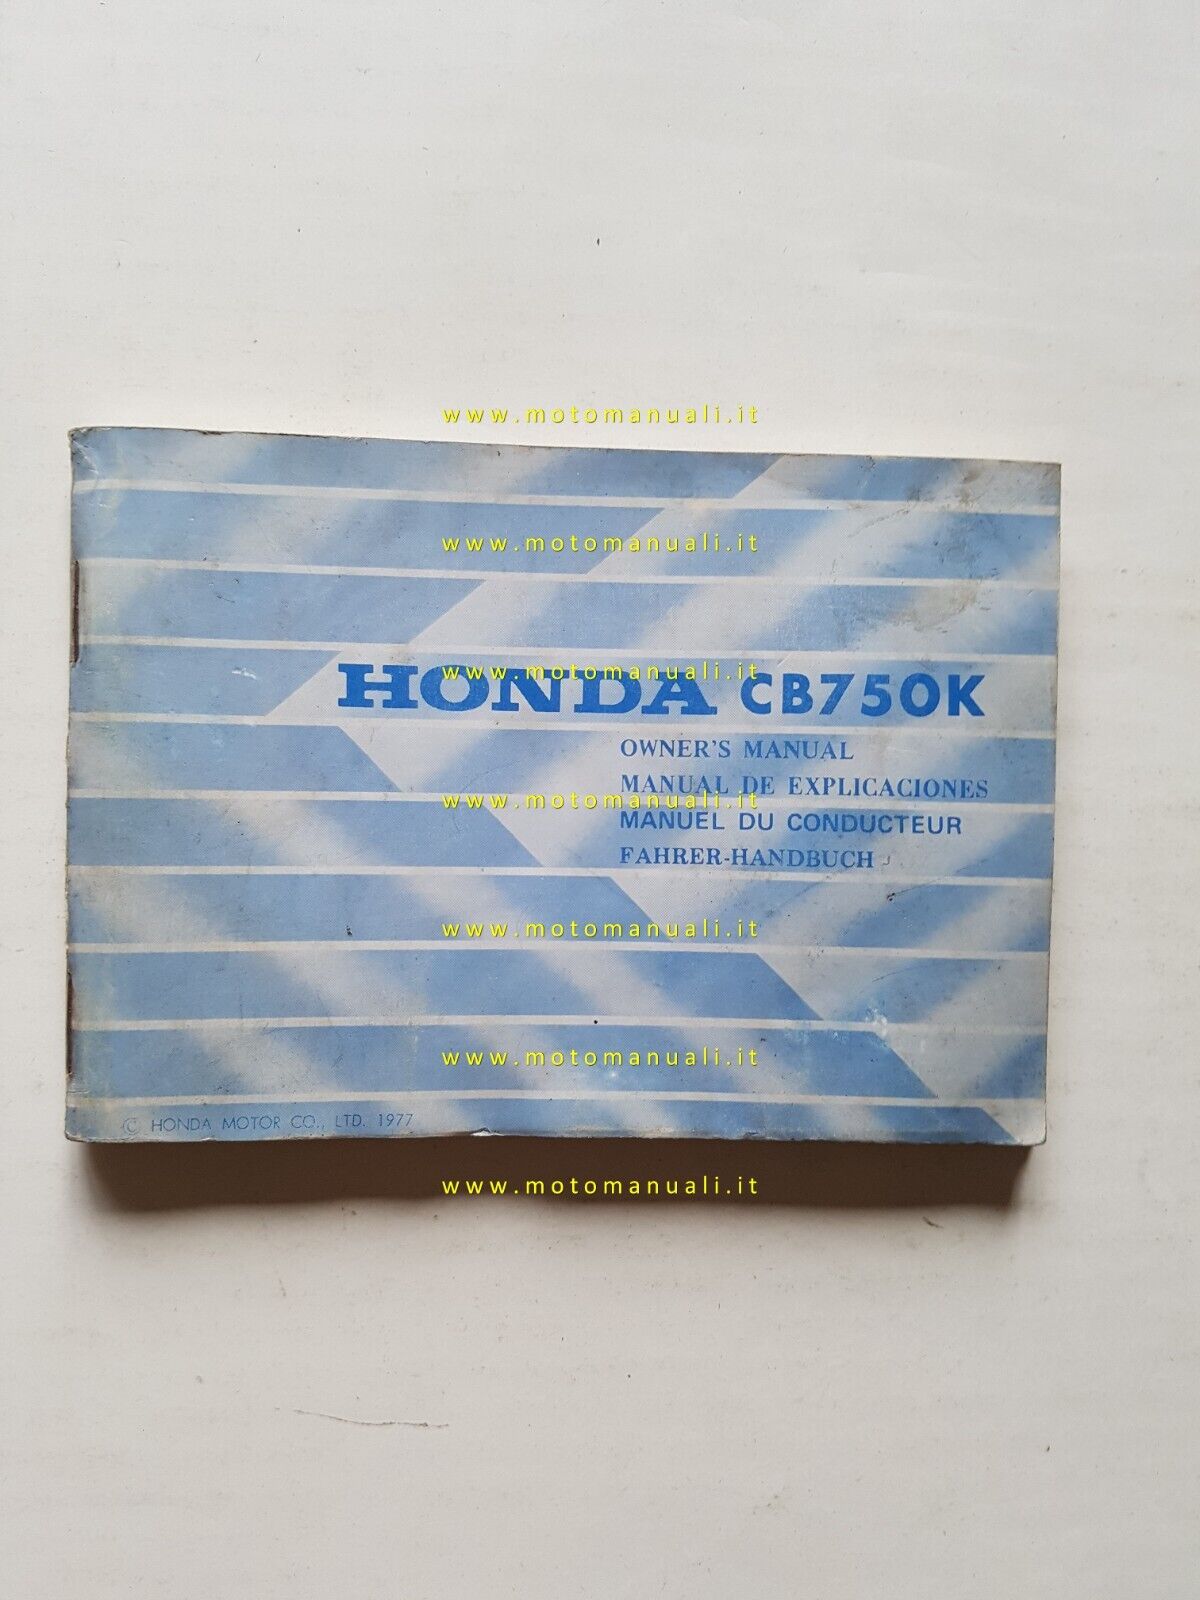 www.motomanuali.it
www.motomanuali.it
HONDA CB750K
www.motomanuali.it
OWNER'S MANUAL
MANUAL DE EXPLICACIONES
www.motomanuali.it
MANUEL DU CONDUCTEUR
FAHRER-HANDBUCH
www.motomanuali.it
www.motomanuali.it
© HONDA MOTOR CO., LTD. 1977
www.motomanuali.it